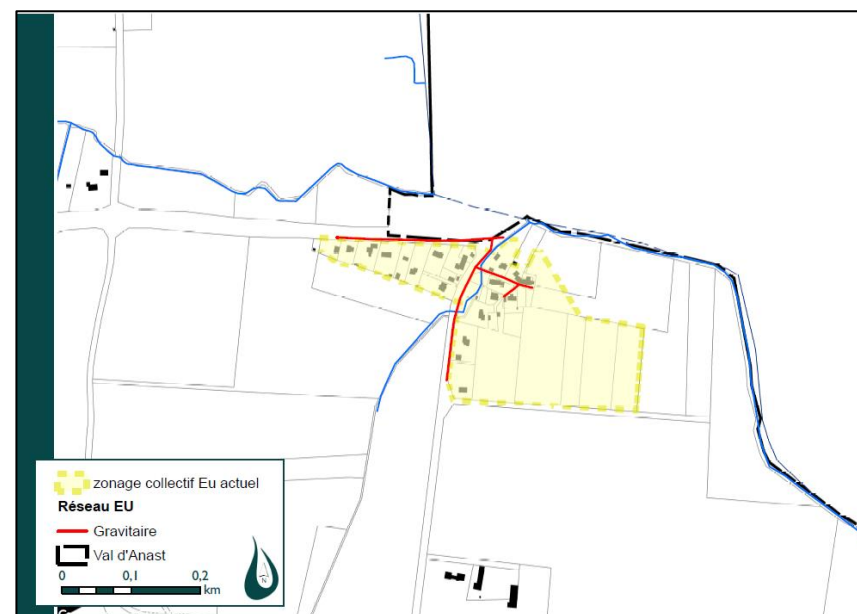 zonage collectif Eu actuel
Réseau EU
Gravitaire
Val d'Anast
0 0,1 0,2
km